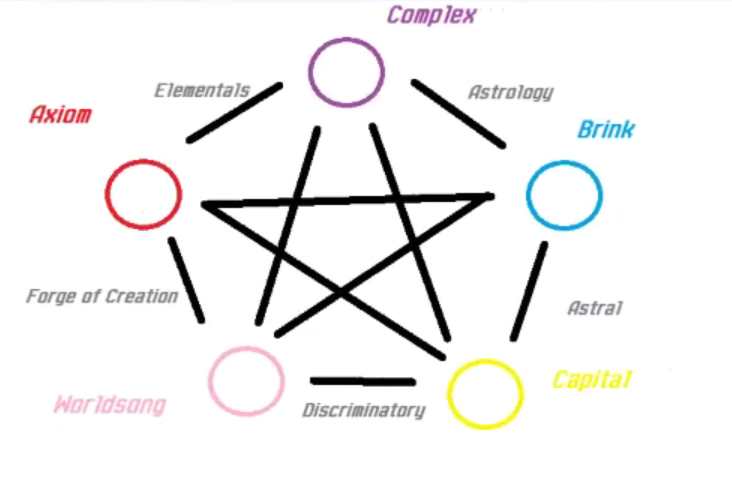 Complex
Elementals
Astrology
Axiom
Brink
Forge of Creation
Astral
Capital
Worldsong
Discriminatory